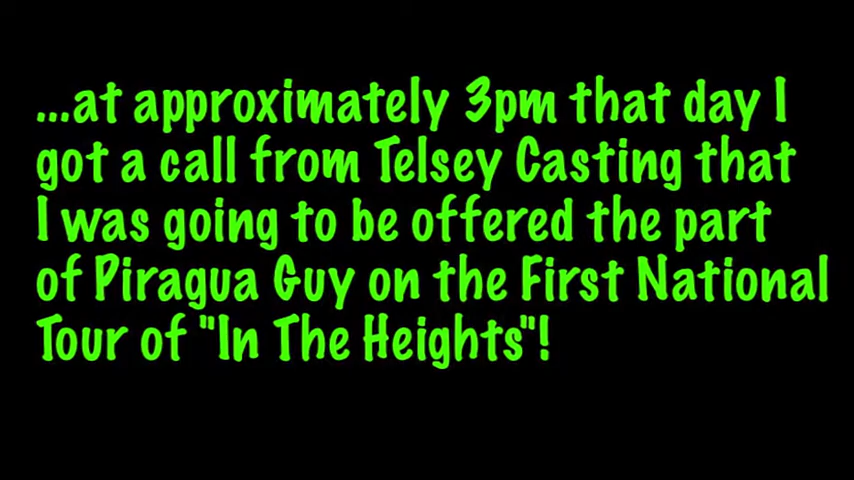 ...at approximately 3pm that day I
got a call from Telsey Casting that
I was going to be offered the part
of Piragua Guy on the First National
Tour of "In The Heights"!